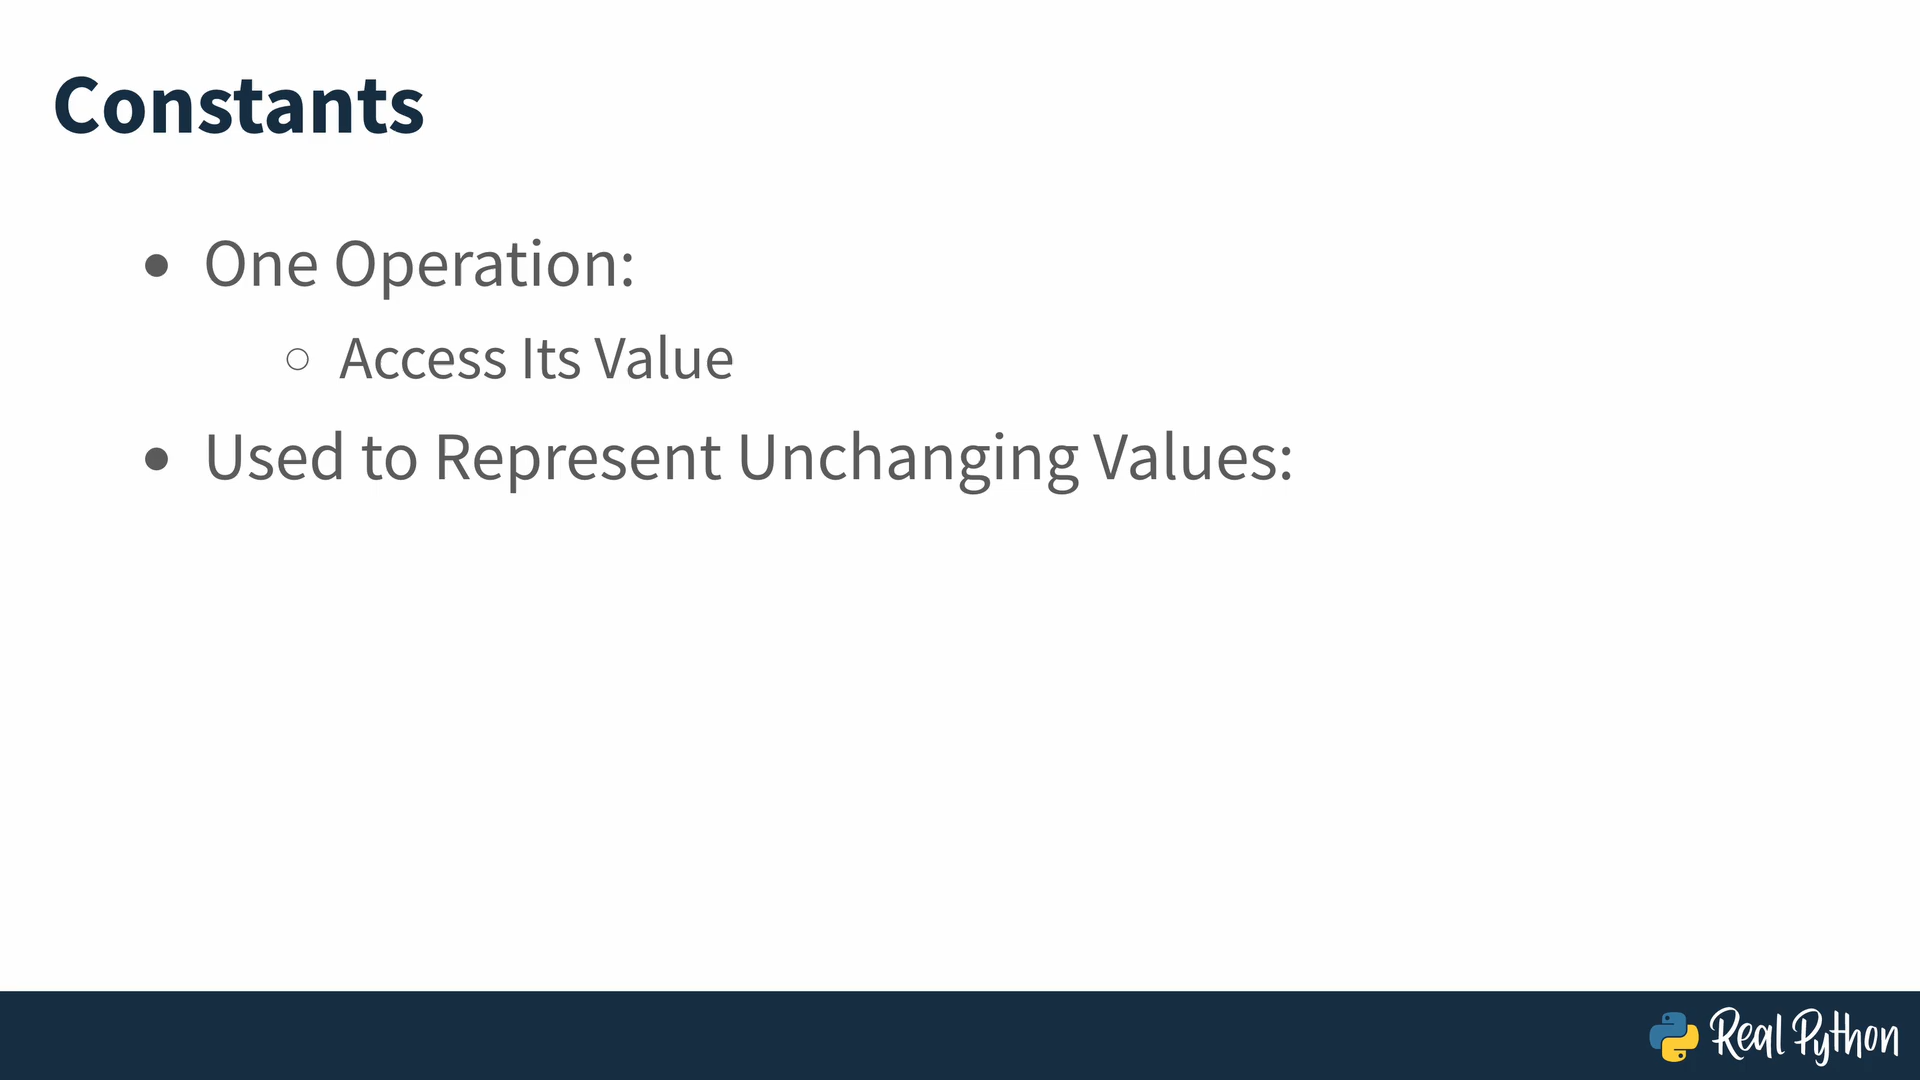 Constants
One Operation:
Access Its Value
Used to Represent Unchanging Values:
Real Python